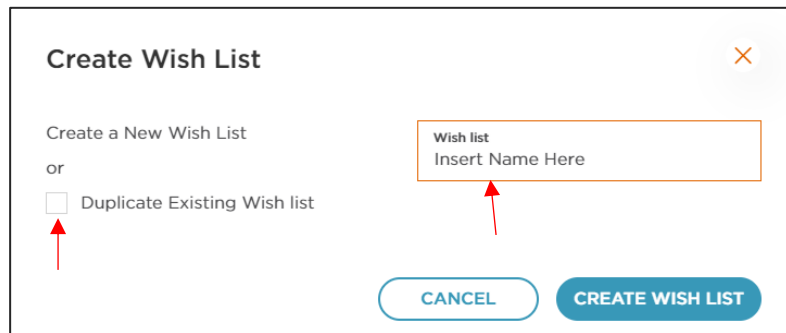 Create Wish List
Create a New Wish List
or
Duplicate Existing Wish list
Wish list
Insert Name Here
CANCEL
CREATE WISH LIST